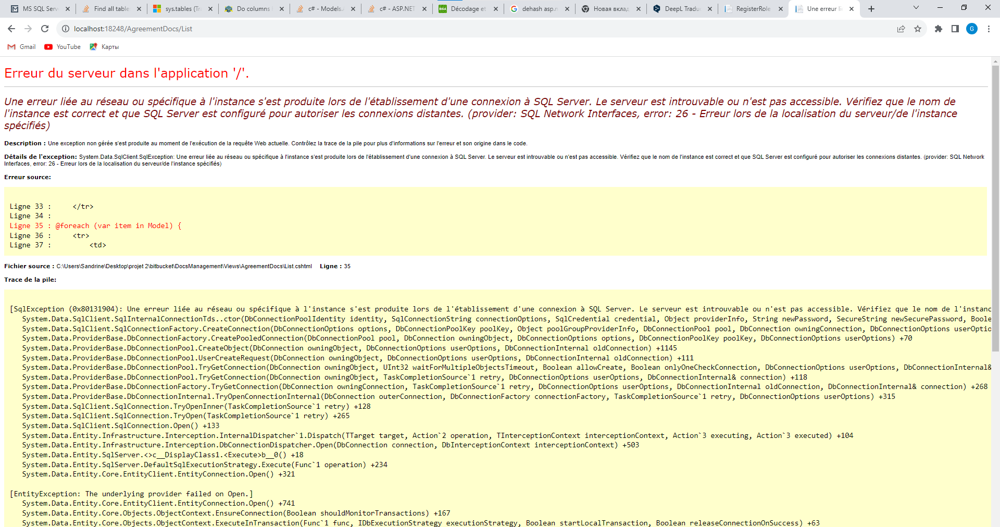 MS SQL Serv
Find all table
sys.tables (Tra
Do columns
c# - Models.
c# - ASP.NET
Décodage et
dehash asp.n
Новая вклад
DeepL Tradu
RegisterRole
Une erreur li
localhost:18248/AgreementDocs/List
G
Gmail
YouTube
Карты
Erreur du serveur dans l'application '/'.
Une erreur liée au réseau ou spécifique à l'instance s'est produite lors de l'établissement d'une connexion à SQL Server. Le serveur est introuvable ou n'est pas accessible. Vérifiez que le nom de
l'instance est correct et que SQL Server est configuré pour autoriser les connexions distantes. (provider: SQL Network Interfaces, error: 26 - Erreur lors de la localisation du serveur/de l'instance
spécifiés)
Description : Une exception non gérée s'est produite au moment de l'exécution de la requête Web actuelle. Contrôlez la trace de la pile pour plus d'informations sur l'erreur et son origine dans le code.
Détails de l'exception: System.Data.SqlClient.SqlException: Une erreur liée au réseau ou spécifique à l'instance s'est produite lors de l'établissement d'une connexion à SQL Server. Le serveur est introuvable ou n'est pas accessible. Vérifiez que le nom de l'instance est correct et que SQL Server est configuré pour autoriser les connexions distantes. (provider: SQL Network
Interfaces, error: 26 - Erreur lors de la localisation du serveur/de l'instance spécifiés)
Erreur source:
Ligne 33 :     </tr>
Ligne 34 :
Ligne 35 : @foreach (var item in Model) {
Ligne 36 :     <tr>
Ligne 37 :         <td>
Fichier source : C:\Users\Sandrine\Desktop\projet 2\bitbucket\DocsManagement\Views\AgreementDocs\List.cshtml    Ligne : 35
Trace de la pile:
[SqlException (0x80131904): Une erreur liée au réseau ou spécifique à l'instance s'est produite lors de l'établissement d'une connexion à SQL Server. Le serveur est introuvable ou n'est pas accessible. Vérifiez que le nom de l'instanc
System.Data.SqlClient.SqlInternalConnectionTds..ctor(DbConnectionPoolIdentity identity, SqlConnectionString connectionOptions, SqlCredential credential, Object providerInfo, String newPassword, SecureString newSecurePassword, Boole
System.Data.SqlClient.SqlConnectionFactory.CreateConnection(DbConnectionOptions options, DbConnectionPoolKey poolKey, Object poolGroupProviderInfo, DbConnectionPool pool, DbConnection owningConnection, DbConnectionOptions userOptio
System.Data.ProviderBase.DbConnectionFactory.CreatePooledConnection(DbConnectionPool pool, DbConnection owningObject, DbConnectionOptions options, DbConnectionPoolKey poolKey, DbConnectionOptions userOptions) +70
System.Data.ProviderBase.DbConnectionPool.CreateObject(DbConnection owningObject, DbConnectionOptions userOptions, DbConnectionInternal oldConnection) +1145
System.Data.ProviderBase.DbConnectionPool.UserCreateRequest(DbConnection owningObject, DbConnectionOptions userOptions, DbConnectionInternal oldConnection) +111
System.Data.ProviderBase.DbConnectionPool.TryGetConnection(DbConnection owningObject, UInt32 waitForMultipleObjectsTimeout, Boolean allowCreate, Boolean onlyOneCheckConnection, DbConnectionOptions userOptions, DbConnectionInternal&
System.Data.ProviderBase.DbConnectionPool.TryGetConnection(DbConnection owningObject, TaskCompletionSource`1 retry, DbConnectionOptions userOptions, DbConnectionInternal& connection) +118
System.Data.ProviderBase.DbConnectionFactory.TryGetConnection(DbConnection owningConnection, TaskCompletionSource`1 retry, DbConnectionOptions userOptions, DbConnectionInternal oldConnection, DbConnectionInternal& connection) +268
System.Data.ProviderBase.DbConnectionInternal.TryOpenConnectionInternal(DbConnection outerConnection, DbConnectionFactory connectionFactory, TaskCompletionSource`1 retry, DbConnectionOptions userOptions) +315
System.Data.SqlClient.SqlConnection.TryOpenInner(TaskCompletionSource`1 retry) +128
System.Data.SqlClient.SqlConnection.TryOpen(TaskCompletionSource`1 retry) +265
System.Data.SqlClient.SqlConnection.Open() +133
System.Data.Entity.Infrastructure.Interception.InternalDispatcher`1.Dispatch(TTarget target, Action`2 operation, TInterceptionContext interceptionContext, Action`3 executing, Action`3 executed) +104
System.Data.Entity.Infrastructure.Interception.DbConnectionDispatcher.Open(DbConnection connection, DbInterceptionContext interceptionContext) +503
System.Data.Entity.SqlServer.<>c__DisplayClass1.<Execute>b__0() +18
System.Data.Entity.SqlServer.DefaultSqlExecutionStrategy.Execute(Func`1 operation) +234
System.Data.Entity.Core.EntityClient.EntityConnection.Open() +321
[EntityException: The underlying provider failed on Open.]
System.Data.Entity.Core.EntityClient.EntityConnection.Open() +741
System.Data.Entity.Core.Objects.ObjectContext.EnsureConnection(Boolean shouldMonitorTransactions) +167
System.Data.Entity.Core.Objects.ObjectContext.ExecuteInTransaction(Func`1 func, IDbExecutionStrategy executionStrategy, Boolean startLocalTransaction, Boolean releaseConnectionOnSuccess) +63